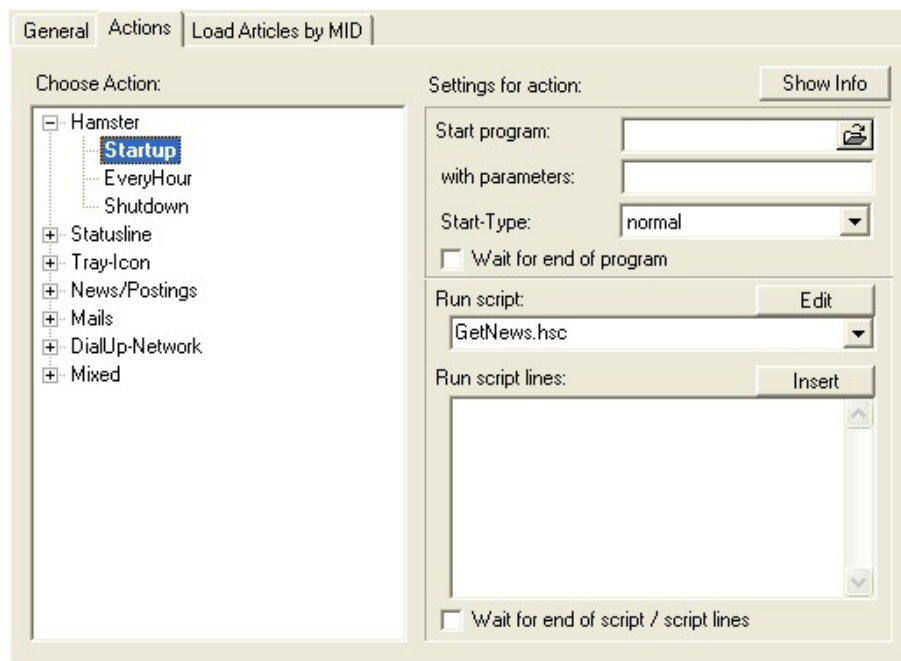 General Actions Load Articles by MID
Choose Action:
Hamster
Startup
EveryHour
Shutdown
Statusline
Tray-Icon
News/Postings
Mails
DialUp-Network
Mixed
Settings for action: Show Info
Start program:
with parameters:
Start-Type: normal
Wait for end of program
Run script: Edit
GetNews.hsc
Run script lines: Insert
Wait for end of script / script lines